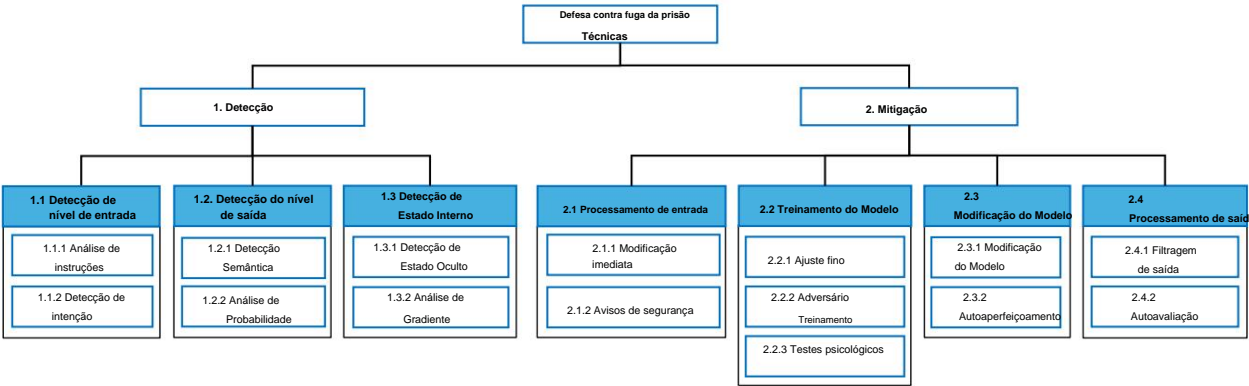 Defesa contra fuga da prisão
Técnicas
1. Detecção
2. Mitigação
1.1 Detecção de
nível de entrada
1.2. Detecção do nível
de saída
1.3 Detecção de
Estado Interno
2.1 Processamento de entrada
2.2 Treinamento do Modelo
2.3
Modificação do Modelo
2.4
Processamento de saíd
1.1.1 Análise de
instruções
1.1.2 Detecção de
intenção
1.2.1 Detecção
Semântica
1.2.2 Análise de
Probabilidade
1.3.1 Detecção de
Estado Oculto
1.3.2 Análise de
Gradiente
2.1.1 Modificação
imediata
2.1.2 Avisos de segurança
2.2.1 Ajuste fino
2.2.2 Adversário
Treinamento
2.2.3 Testes psicológicos
2.3.1 Modificação
do Modelo
2.3.2
Autoaperfeiçoamento
2.4.1 Filtragem
de saída
2.4.2
Autoavaliação